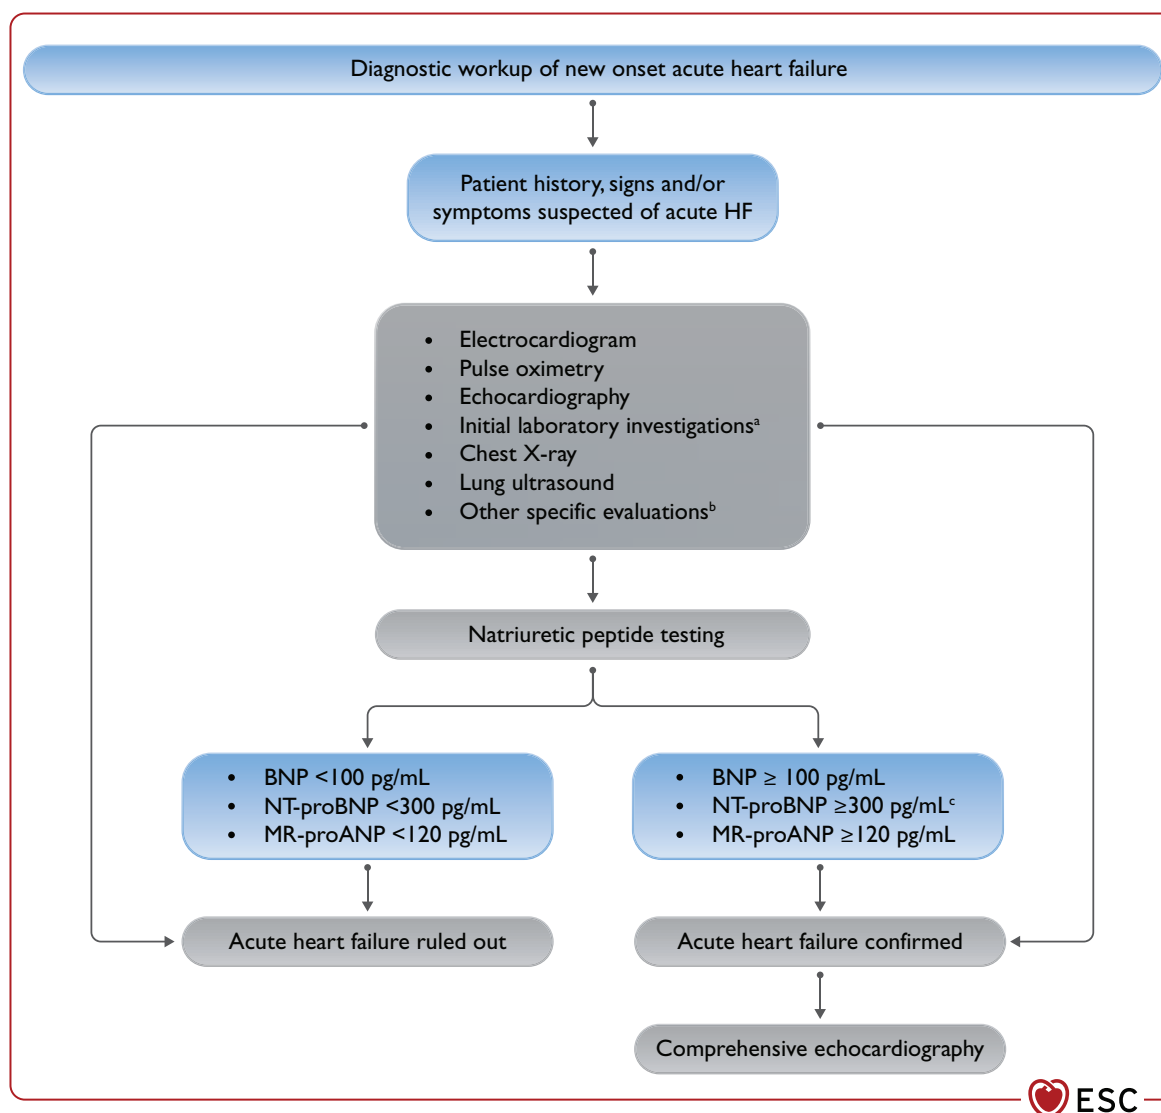 Diagnostic workup of new onset acute heart failure
Patient history, signs and/or
symptoms suspected of acute HF
• Electrocardiogram
• Pulse oximetry
• Echocardiography
• Initial laboratory investigationsᵃ
• Chest X-ray
• Lung ultrasound
• Other specific evaluationsᵇ
Natriuretic peptide testing
• BNP <100 pg/mL
• NT-proBNP <300 pg/mL
• MR-proANP <120 pg/mL
• BNP ≥ 100 pg/mL
• NT-proBNP ≥300 pg/mLᶜ
• MR-proANP ≥120 pg/mL
Acute heart failure ruled out
Acute heart failure confirmed
Comprehensive echocardiography
ESC